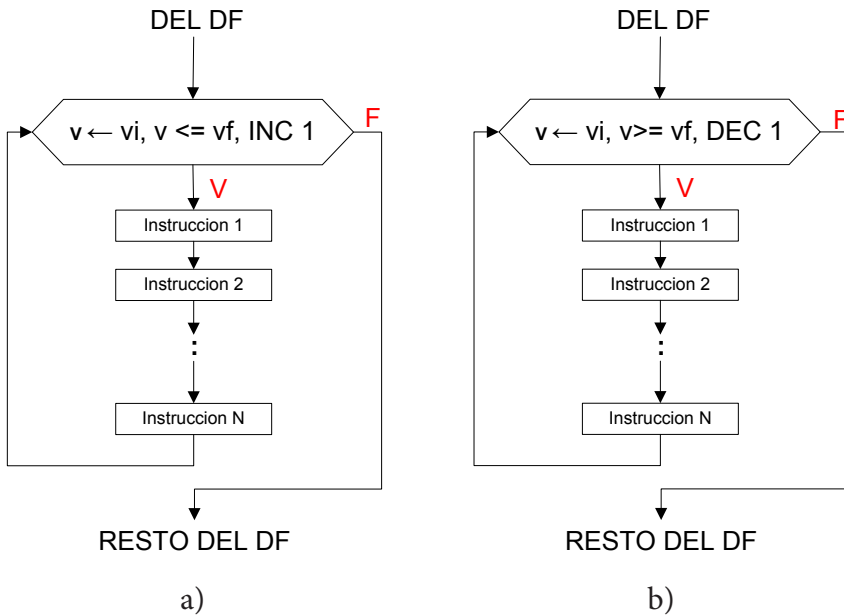 DEL DF
v ← vi, v <= vf, INC 1
F
V
Instruccion 1
Instruccion 2
⋮
Instruccion N
RESTO DEL DF
a)
DEL DF
v ← vi, v>= vf, DEC 1
F
V
Instruccion 1
Instruccion 2
⋮
Instruccion N
RESTO DEL DF
b)